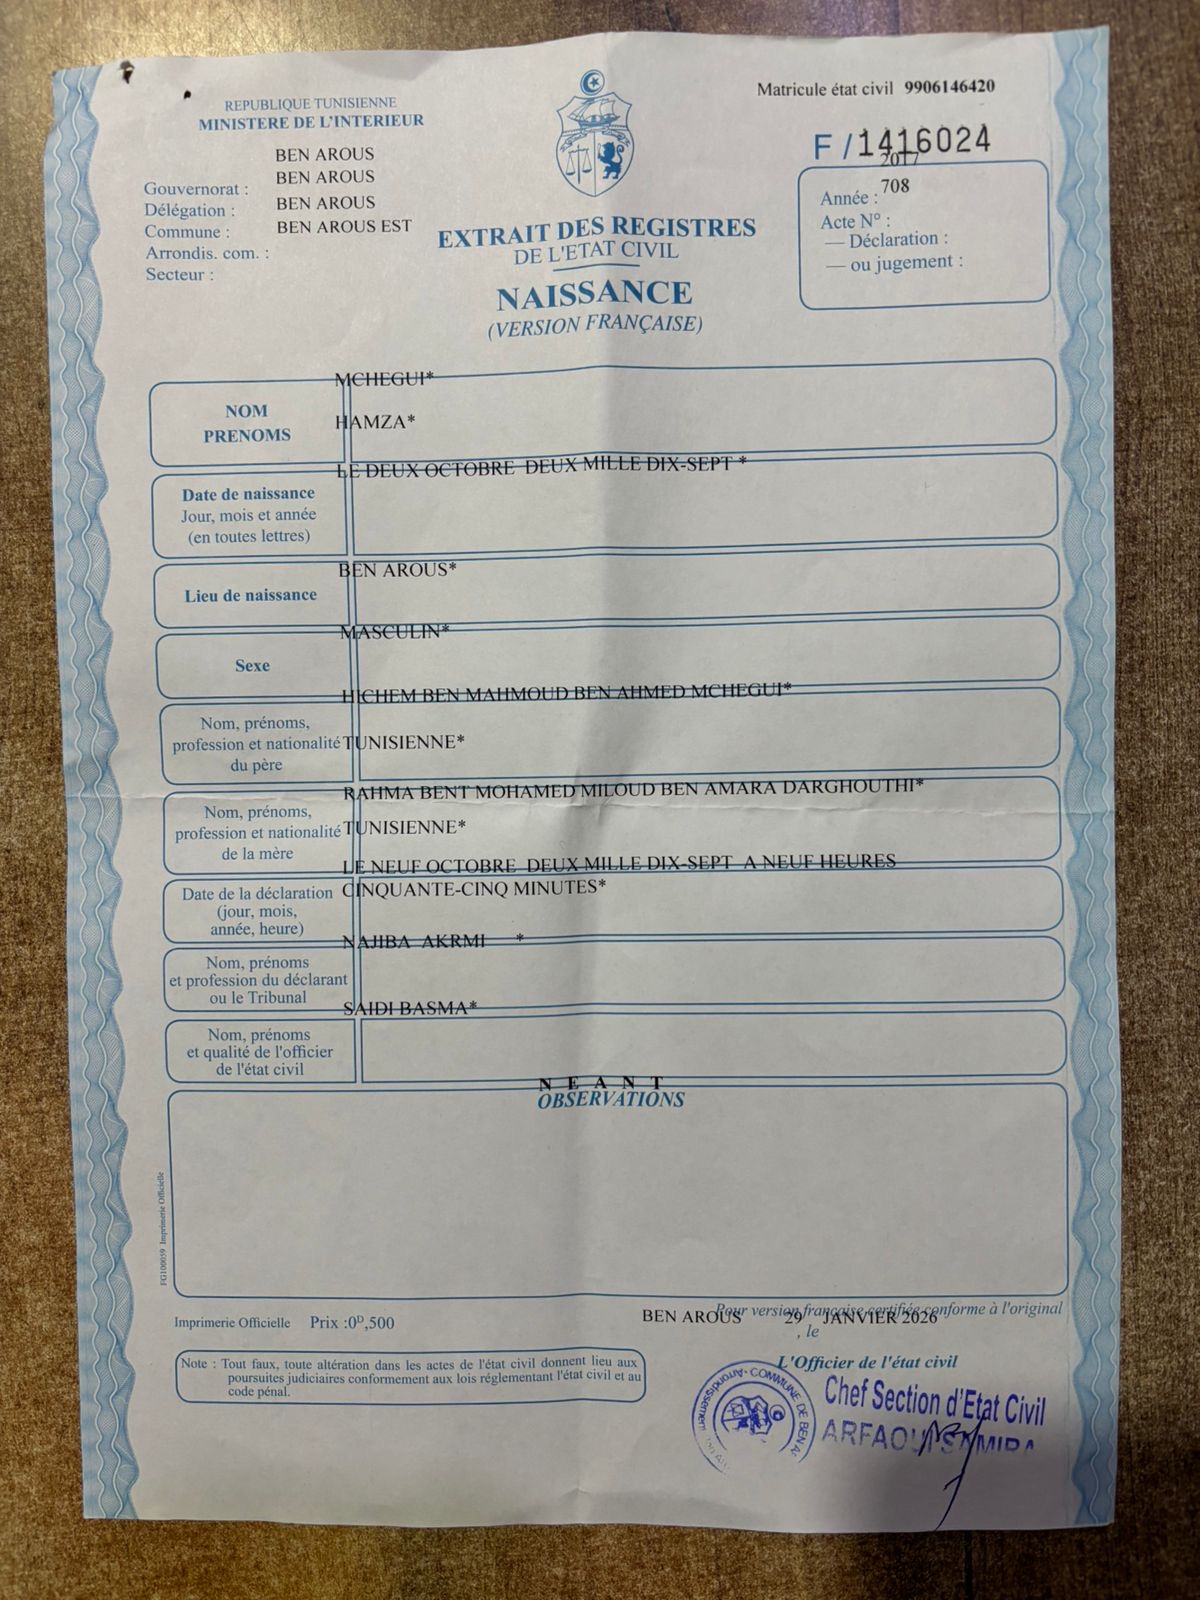 REPUBLIQUE TUNISIENNE
MINISTERE DE L'INTERIEUR
Matricule état civil 9906146420
F / 1416024
BEN AROUS
Gouvernorat : BEN AROUS
Délégation : BEN AROUS
Commune : BEN AROUS EST
Arrondis. com. :
Secteur :
2017
Année : 708
Acte N° :
— Déclaration :
— ou jugement :
EXTRAIT DES REGISTRES
DE L'ETAT CIVIL
NAISSANCE
(VERSION FRANÇAISE)
MCHEGUI*
NOM
PRENOMS
HAMZA*
LE DEUX OCTOBRE DEUX MILLE DIX-SEPT *
Date de naissance
Jour, mois et année
(en toutes lettres)
BEN AROUS*
Lieu de naissance
MASCULIN*
Sexe
HICHEM BEN MAHMOUD BEN AHMED MCHEGUI*
Nom, prénoms,
profession et nationalité
du père
TUNISIENNE*
RAHMA BENT MOHAMED MILOUD BEN AMARA DARGHOUTHI*
Nom, prénoms,
profession et nationalité
de la mère
TUNISIENNE*
LE NEUF OCTOBRE DEUX MILLE DIX-SEPT A NEUF HEURES
CINQUANTE-CINQ MINUTES*
Date de la déclaration
(jour, mois,
année, heure)
NAJIBA AKRMI *
Nom, prénoms
et profession du déclarant
ou le Tribunal
SAIDI BASMA*
Nom, prénoms
et qualité de l'officier
de l'état civil
N E A N T
OBSERVATIONS
FG100059 Imprimerie Officielle
Imprimerie Officielle Prix :0ᴰ,500
Pour version française certifiée conforme à l'original
BEN AROUS 29 JANVIER 2026
, le
Note : Tout faux, toute altération dans les actes de l'état civil donnent lieu aux
poursuites judiciaires conformement aux lois réglementant l'état civil et au
code pénal.
L'Officier de l'état civil
COMMUNE DE BEN
Arrondissement
Chef Section d'Etat Civil
ARFAOUI SAMIRA